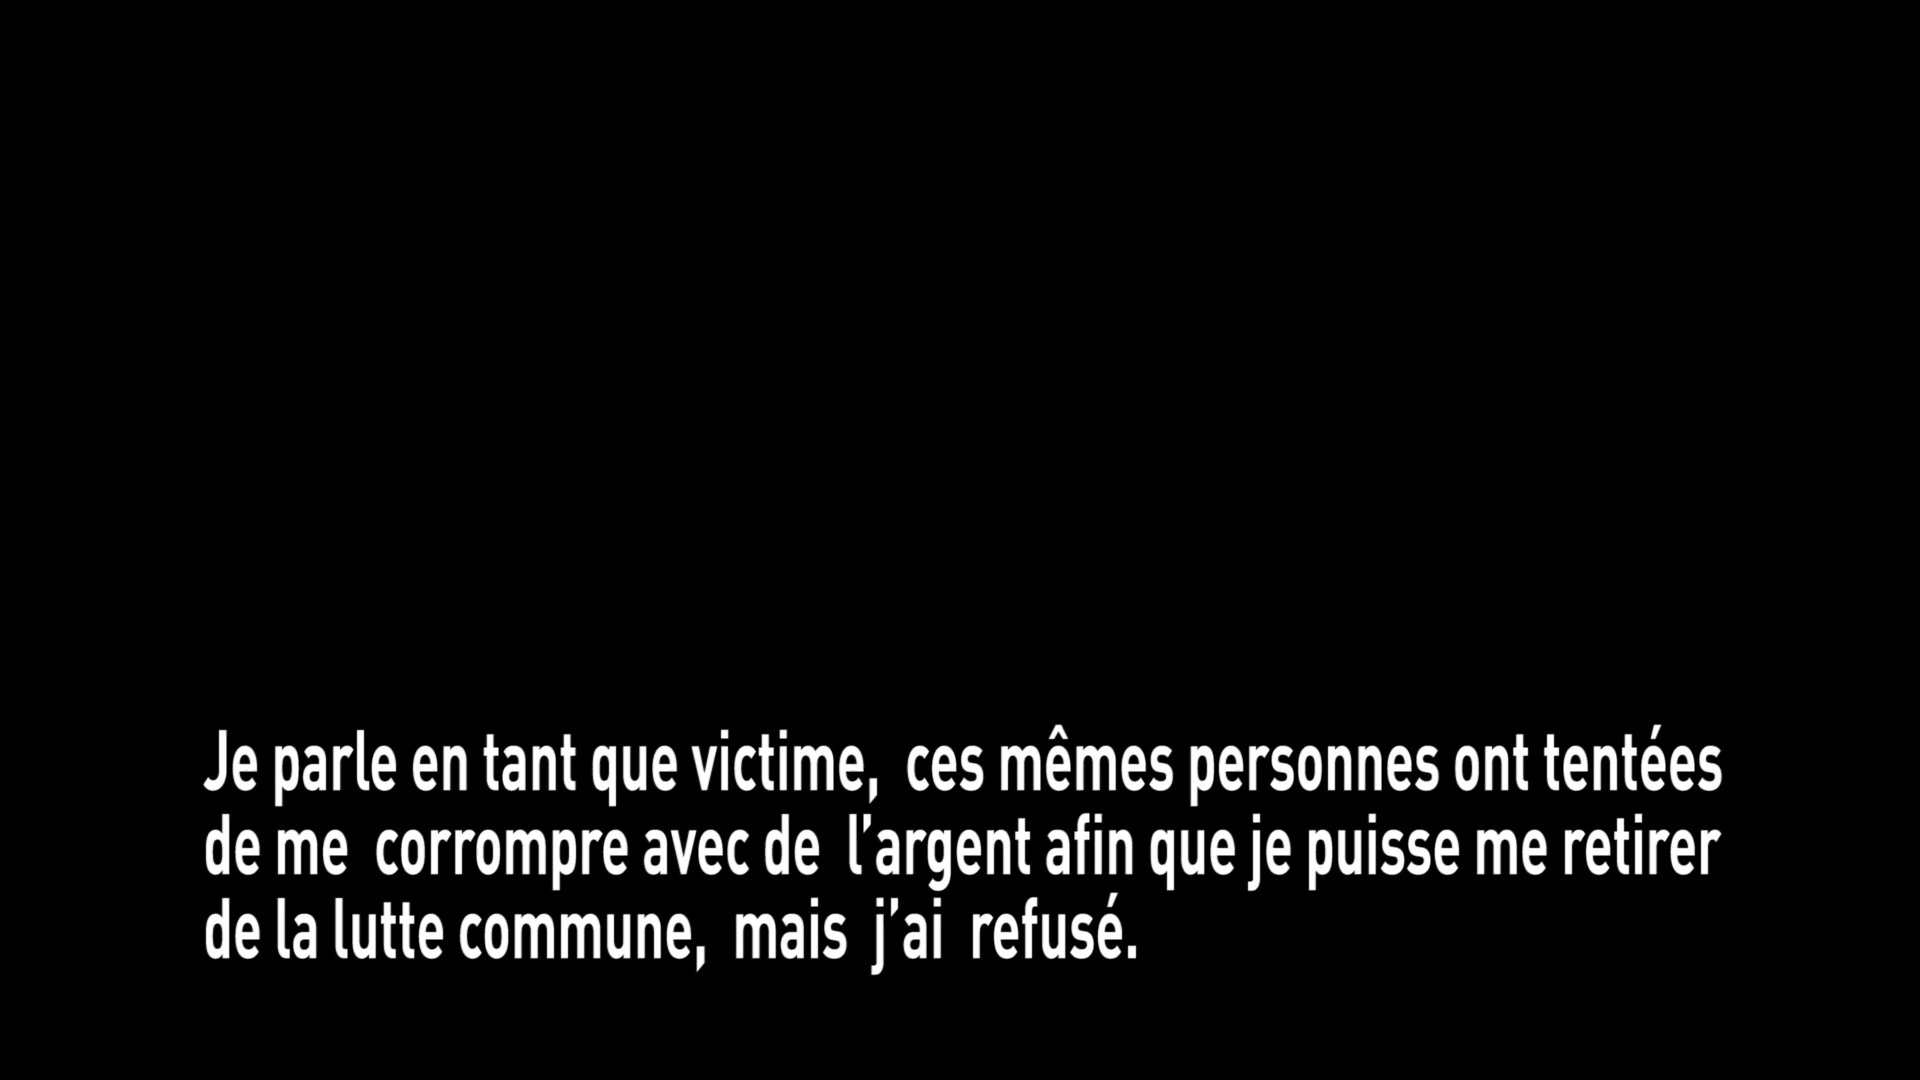 Je parle en tant que victime, ces mêmes personnes ont tentées
de me corrompre avec de l’argent afin que je puisse me retirer
de la lutte commune, mais j’ai refusé.